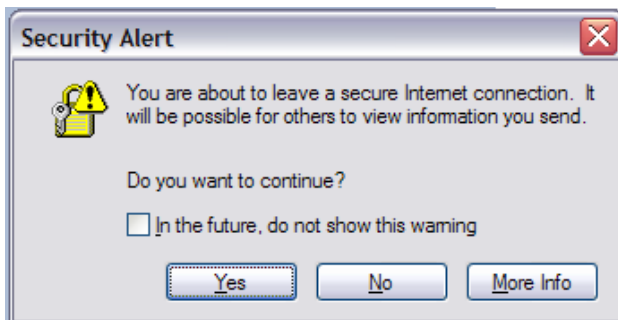 Security Alert
You are about to leave a secure Internet connection. It
will be possible for others to view information you send.
Do you want to continue?
In the future, do not show this warning
Yes No More Info